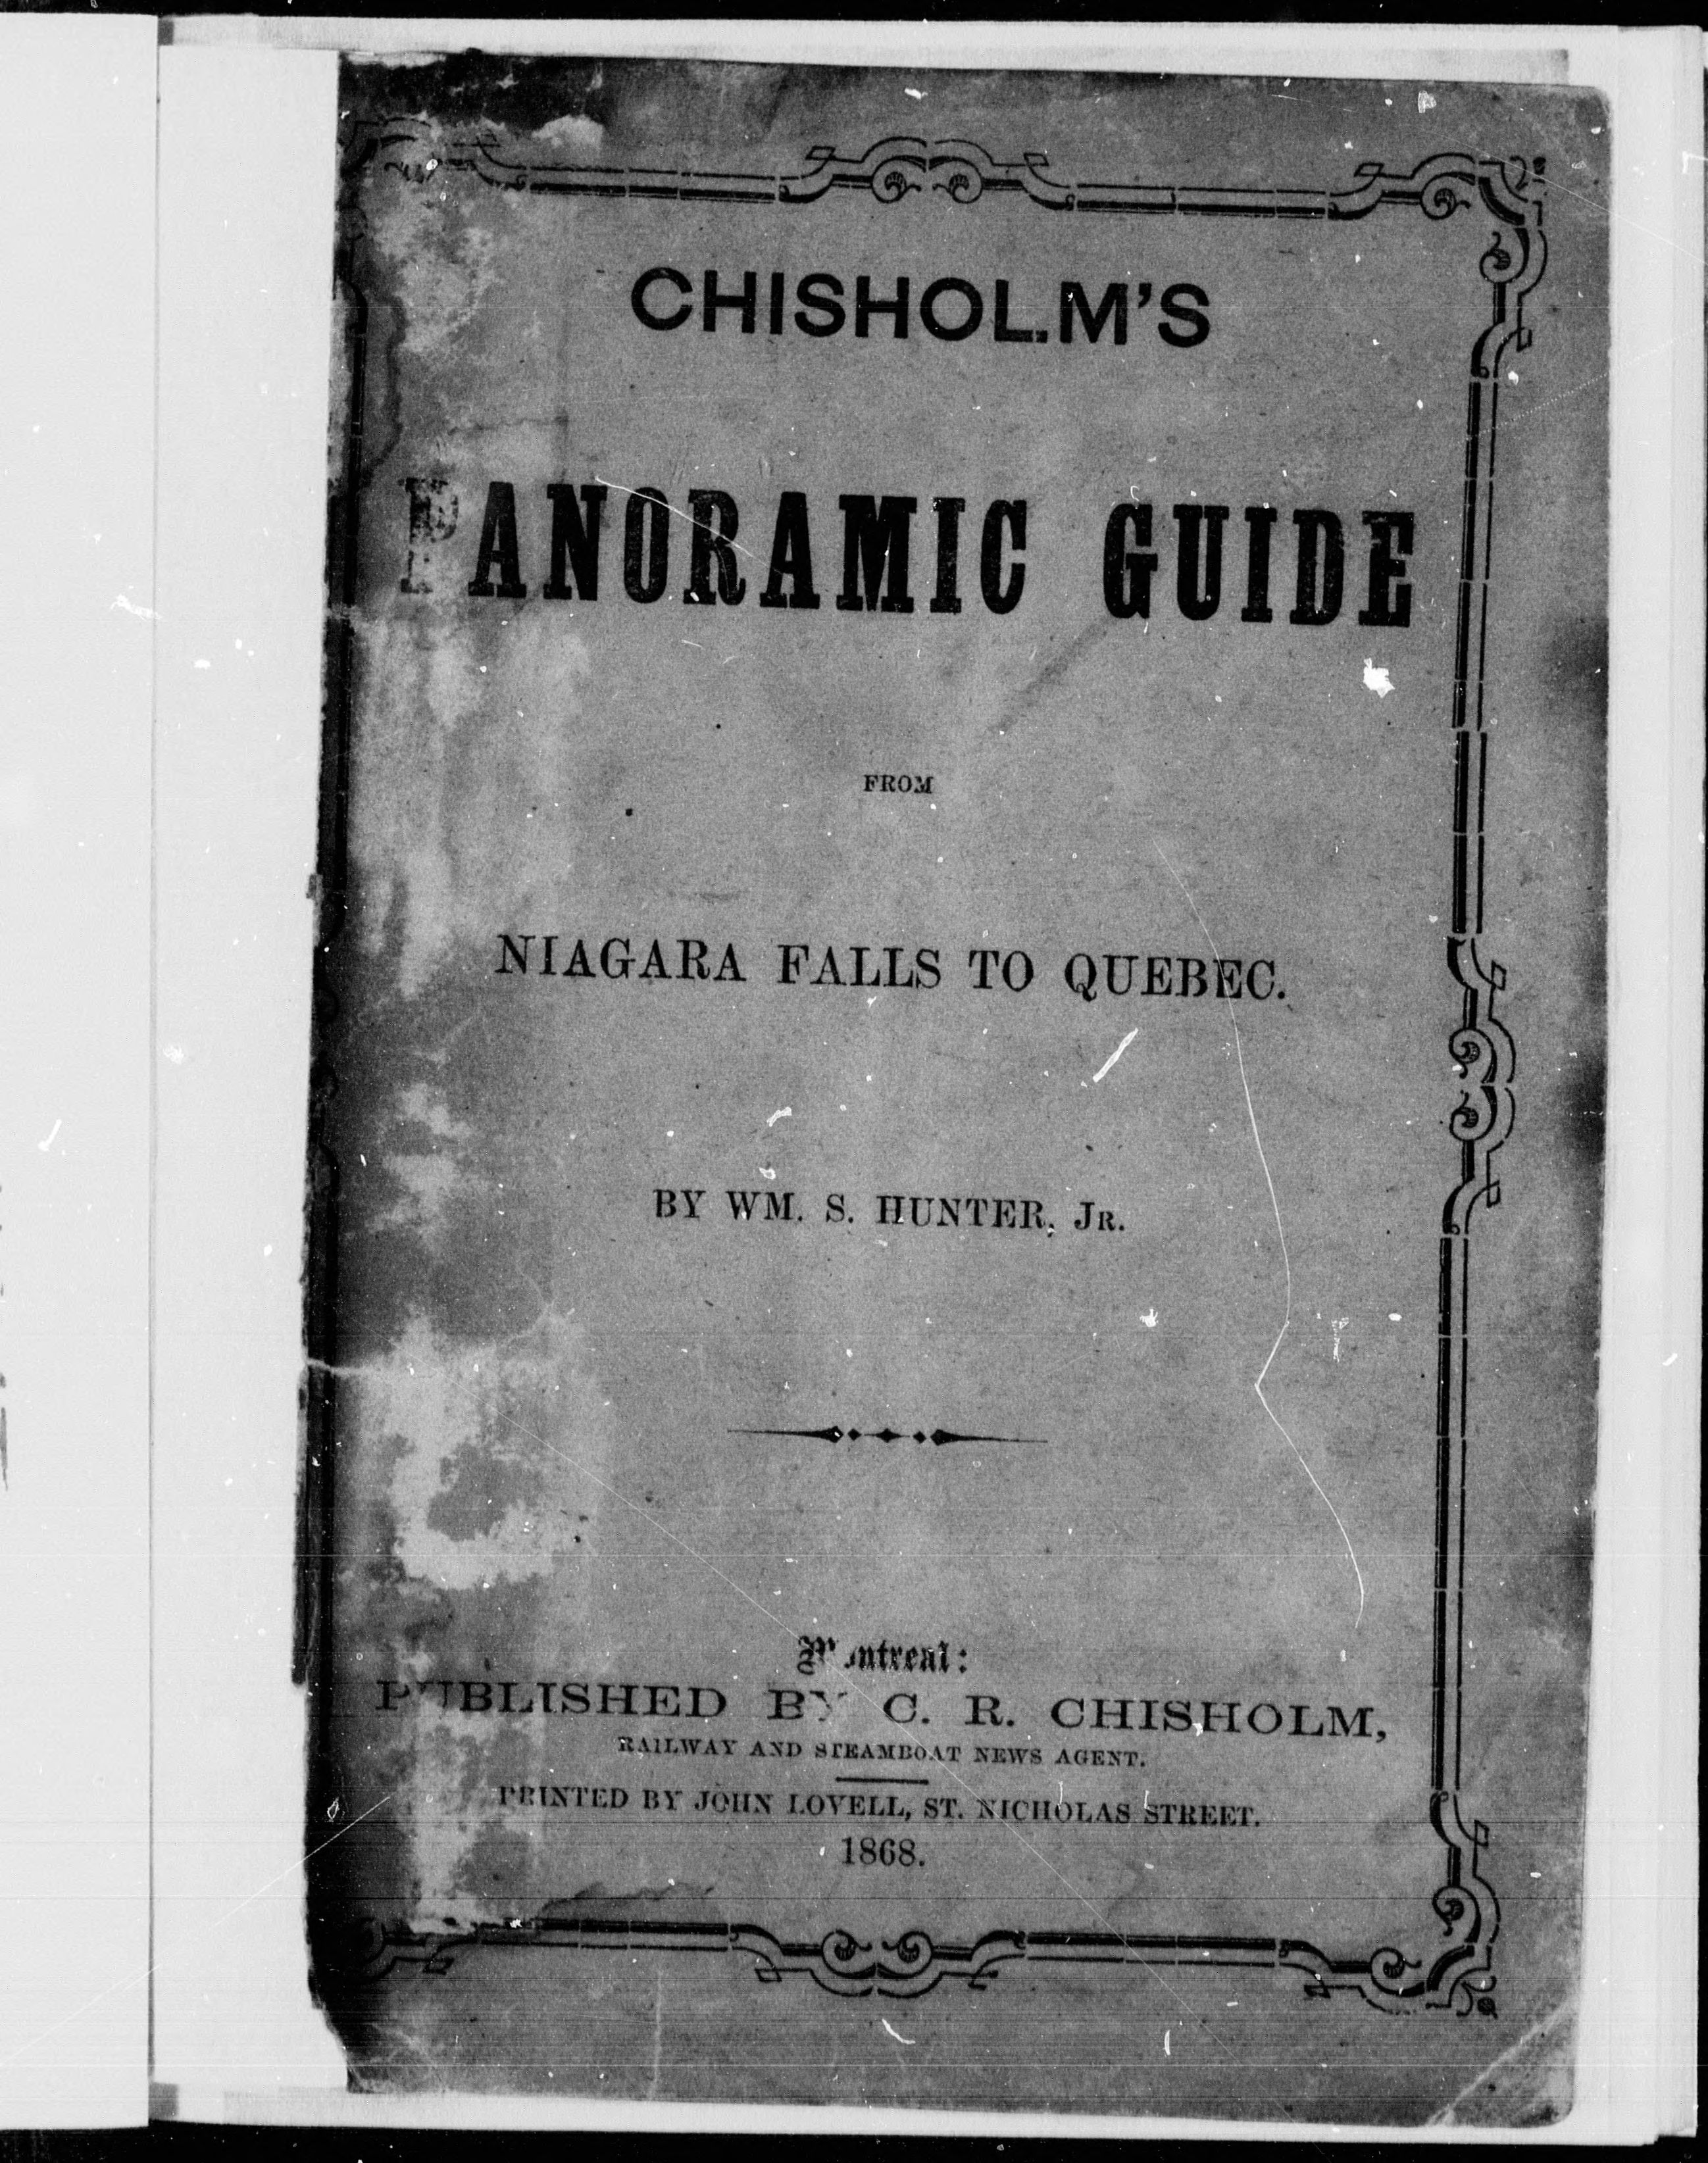 CHISHOLM'S
PANORAMIC GUIDE
FROM
NIAGARA FALLS TO QUEBEC.
BY WM. S. HUNTER, JR.
Montreal:
PUBLISHED BY C. R. CHISHOLM,
RAILWAY AND STEAMBOAT NEWS AGENT.
PRINTED BY JOHN LOVELL, ST. NICHOLAS STREET.
1868.